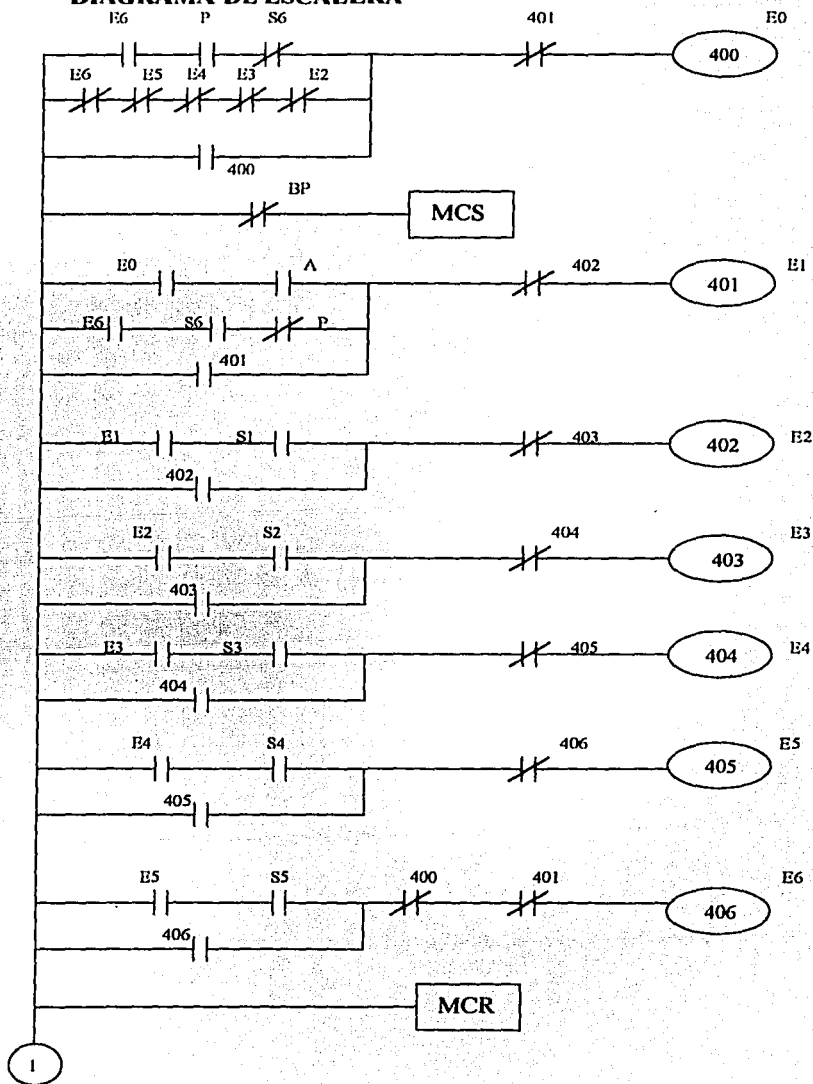 DIAGRAMA DE ESCALERA
E6 P S6 401 E0
400
E6 E5 E4 E3 E2
400
BP
MCS
E0 A 402 E1
401
E6 S6 P
401
E1 S1 403 E2
402
402
E2 S2 404 E3
403
403
E3 S3 405 E4
404
404
E4 S4 406 E5
405
405
E5 S5 400 401 E6
406
406
MCR
1